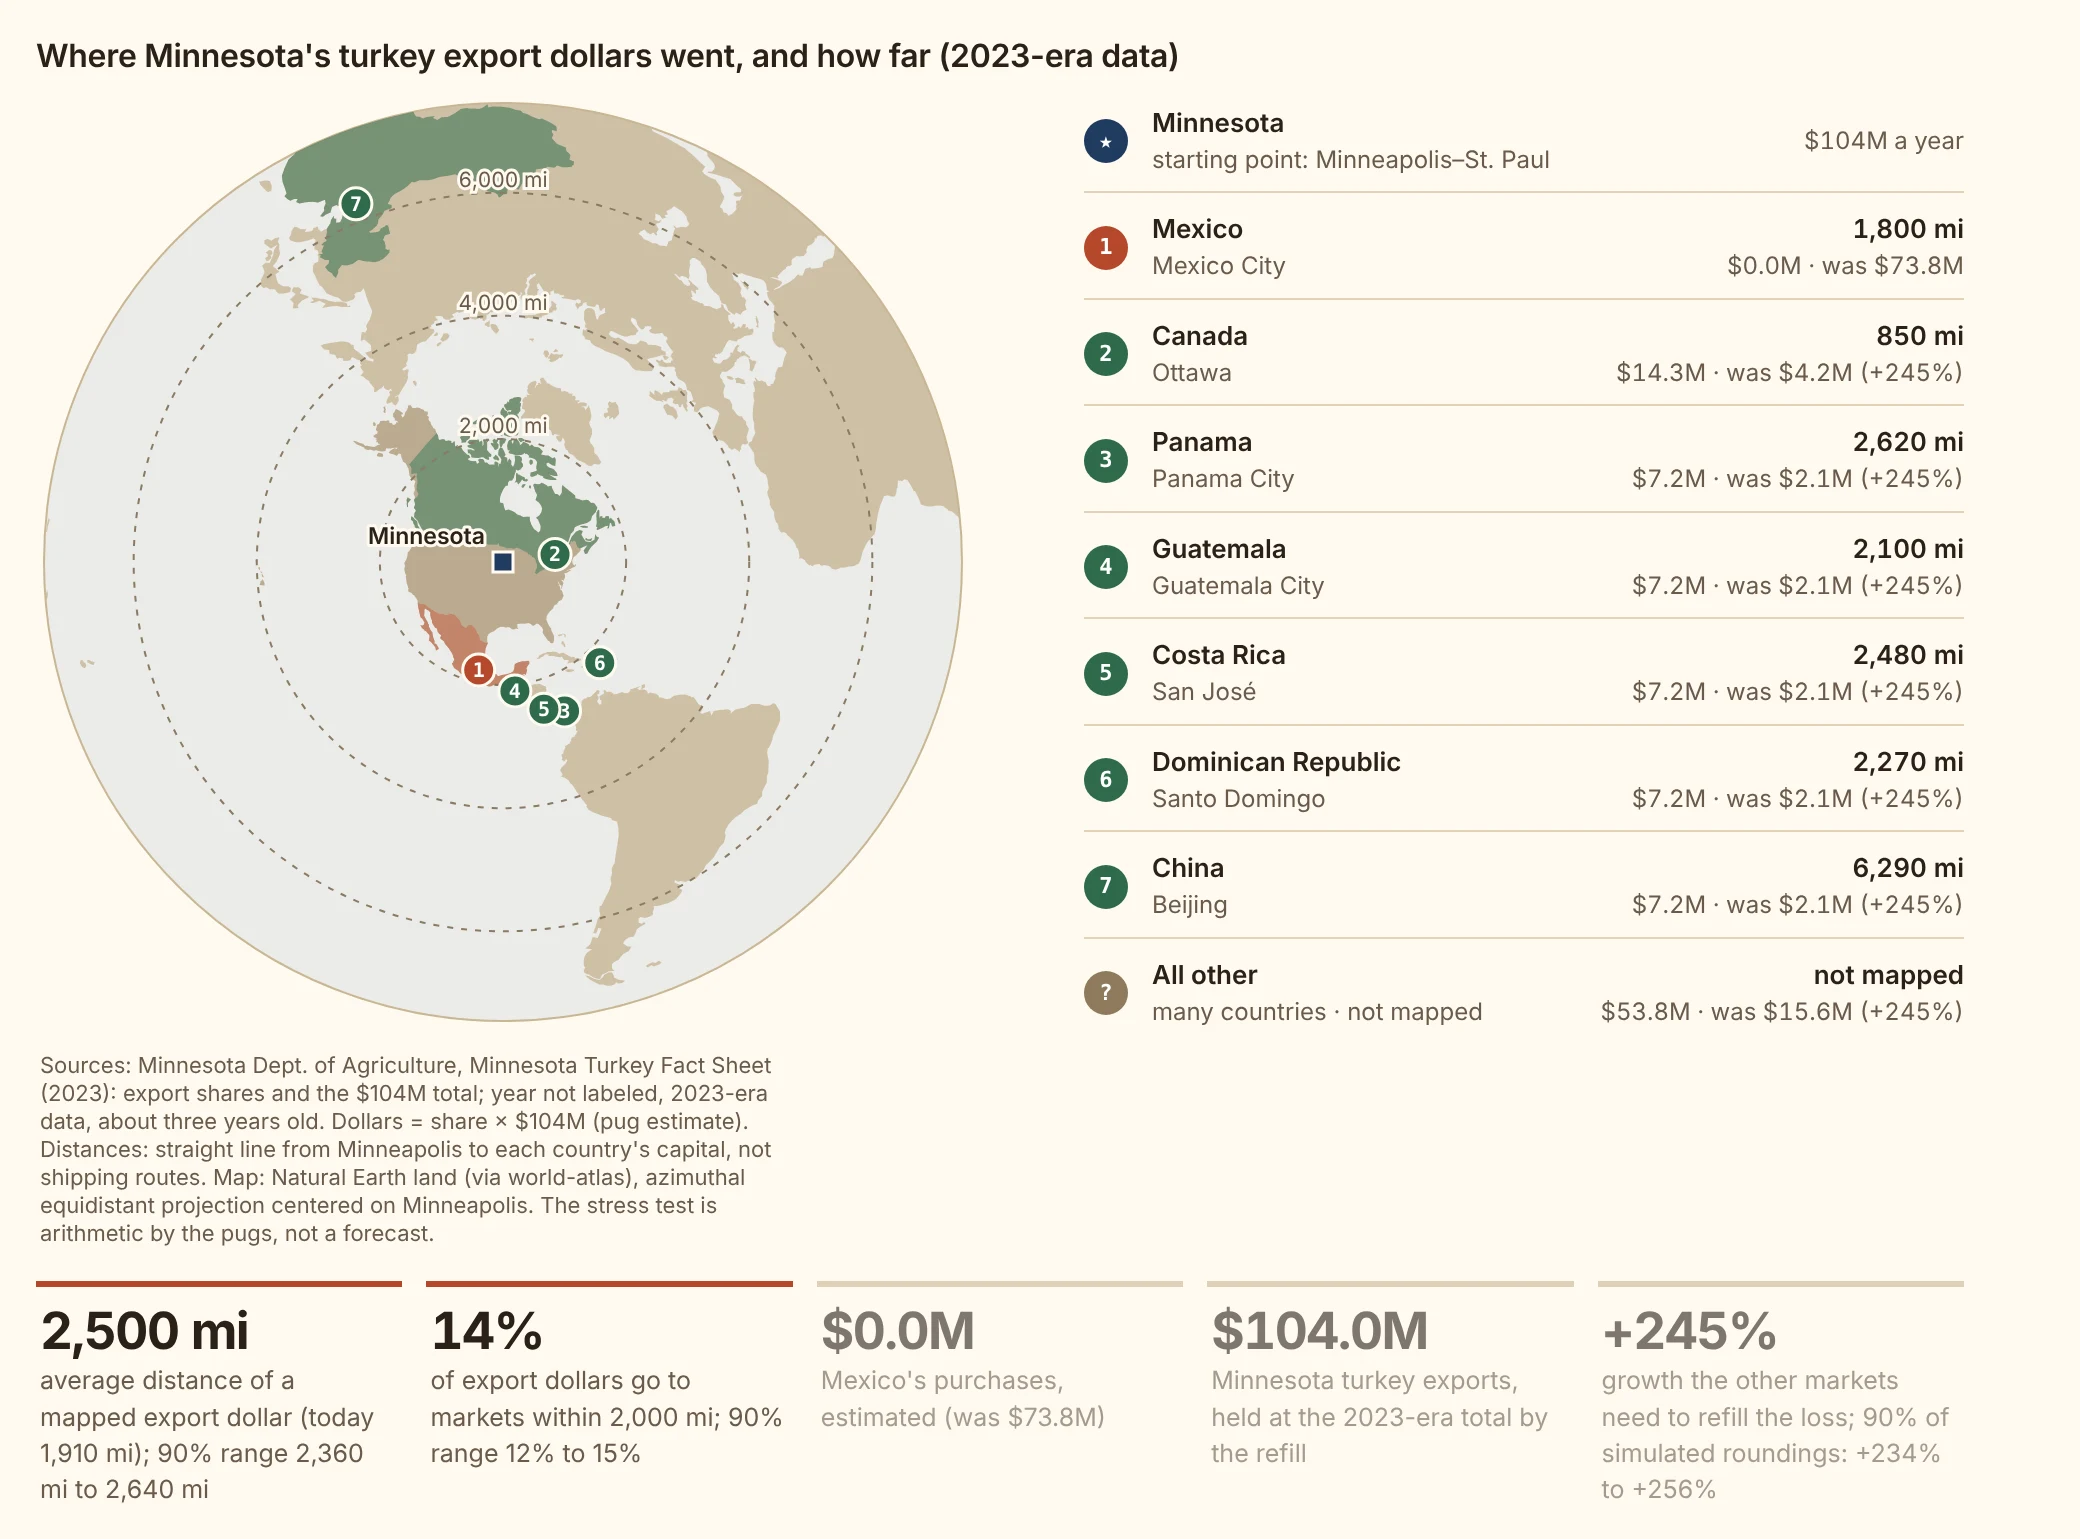 Where Minnesota's turkey export dollars went, and how far (2023-era data)
6,000 mi
7
4,000 mi
2,000 mi
Minnesota
2
1
6
4
5
3
★
Minnesota
$104M a year
starting point: Minneapolis–St. Paul
1
Mexico
1,800 mi
Mexico City
$0.0M · was $73.8M
2
Canada
850 mi
Ottawa
$14.3M · was $4.2M (+245%)
3
Panama
2,620 mi
Panama City
$7.2M · was $2.1M (+245%)
4
Guatemala
2,100 mi
Guatemala City
$7.2M · was $2.1M (+245%)
5
Costa Rica
2,480 mi
San José
$7.2M · was $2.1M (+245%)
6
Dominican Republic
2,270 mi
Santo Domingo
$7.2M · was $2.1M (+245%)
7
China
6,290 mi
Beijing
$7.2M · was $2.1M (+245%)
?
All other
not mapped
many countries · not mapped
$53.8M · was $15.6M (+245%)
Sources: Minnesota Dept. of Agriculture, Minnesota Turkey Fact Sheet
(2023): export shares and the $104M total; year not labeled, 2023-era
data, about three years old. Dollars = share × $104M (pug estimate).
Distances: straight line from Minneapolis to each country's capital, not
shipping routes. Map: Natural Earth land (via world-atlas), azimuthal
equidistant projection centered on Minneapolis. The stress test is
arithmetic by the pugs, not a forecast.
2,500 mi
average distance of a
mapped export dollar (today
1,910 mi); 90% range 2,360
mi to 2,640 mi
14%
of export dollars go to
markets within 2,000 mi; 90%
range 12% to 15%
$0.0M
Mexico's purchases,
estimated (was $73.8M)
$104.0M
Minnesota turkey exports,
held at the 2023-era total by
the refill
+245%
growth the other markets
need to refill the loss; 90% of
simulated roundings: +234%
to +256%